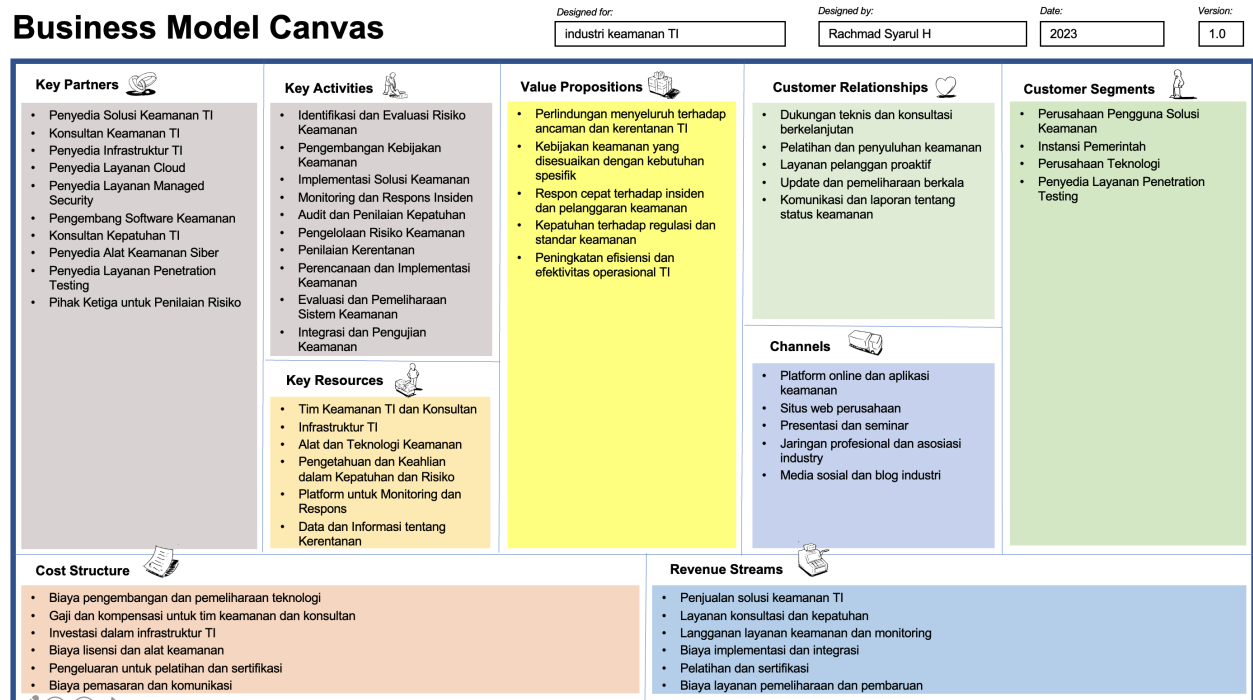 Business Model Canvas
Designed for:
industri keamanan TI
Designed by:
Rachmad Syarul H
Date:
2023
Version:
1.0
Key Partners
• Penyedia Solusi Keamanan TI
• Konsultan Keamanan TI
• Penyedia Infrastruktur TI
• Penyedia Layanan Cloud
• Penyedia Layanan Managed
Security
• Pengembang Software Keamanan
• Konsultan Kepatuhan TI
• Penyedia Alat Keamanan Siber
• Penyedia Layanan Penetration
Testing
• Pihak Ketiga untuk Penilaian Risiko
Key Activities
• Identifikasi dan Evaluasi Risiko
Keamanan
• Pengembangan Kebijakan
Keamanan
• Implementasi Solusi Keamanan
• Monitoring dan Respons Insiden
• Audit dan Penilaian Kepatuhan
• Pengelolaan Risiko Keamanan
• Penilaian Kerentanan
• Perencanaan dan Implementasi
Keamanan
• Evaluasi dan Pemeliharaan
Sistem Keamanan
• Integrasi dan Pengujian
Keamanan
Key Resources
• Tim Keamanan TI dan Konsultan
• Infrastruktur TI
• Alat dan Teknologi Keamanan
• Pengetahuan dan Keahlian
dalam Kepatuhan dan Risiko
• Platform untuk Monitoring dan
Respons
• Data dan Informasi tentang
Kerentanan
Value Propositions
• Perlindungan menyeluruh terhadap
ancaman dan kerentanan TI
• Kebijakan keamanan yang
disesuaikan dengan kebutuhan
spesifik
• Respon cepat terhadap insiden
dan pelanggaran keamanan
• Kepatuhan terhadap regulasi dan
standar keamanan
• Peningkatan efisiensi dan
efektivitas operasional TI
Customer Relationships
• Dukungan teknis dan konsultasi
berkelanjutan
• Pelatihan dan penyuluhan keamanan
• Layanan pelanggan proaktif
• Update dan pemeliharaan berkala
• Komunikasi dan laporan tentang
status keamanan
Channels
• Platform online dan aplikasi
keamanan
• Situs web perusahaan
• Presentasi dan seminar
• Jaringan profesional dan asosiasi
industry
• Media sosial dan blog industri
Customer Segments
• Perusahaan Pengguna Solusi
Keamanan
• Instansi Pemerintah
• Perusahaan Teknologi
• Penyedia Layanan Penetration
Testing
Cost Structure
• Biaya pengembangan dan pemeliharaan teknologi
• Gaji dan kompensasi untuk tim keamanan dan konsultan
• Investasi dalam infrastruktur TI
• Biaya lisensi dan alat keamanan
• Pengeluaran untuk pelatihan dan sertifikasi
• Biaya pemasaran dan komunikasi
Revenue Streams
• Penjualan solusi keamanan TI
• Layanan konsultasi dan kepatuhan
• Langganan layanan keamanan dan monitoring
• Biaya implementasi dan integrasi
• Pelatihan dan sertifikasi
• Biaya layanan pemeliharaan dan pembaruan